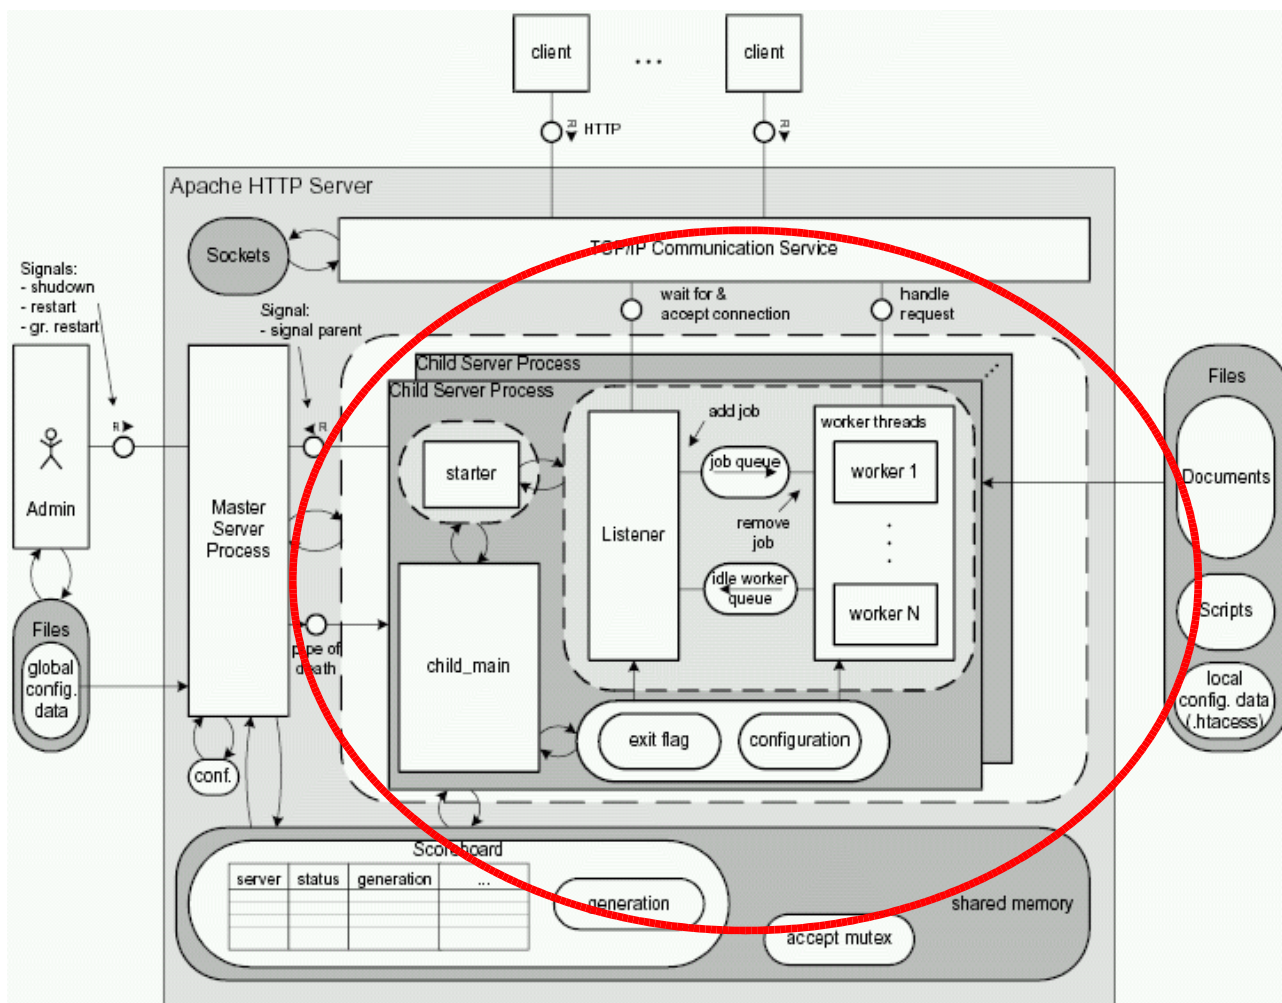 client
...
client
R
HTTP
R
Apache HTTP Server
Sockets
TCP/IP Communication Service
Signals:
- shudown
- restart
- gr. restart
Signal:
- signal parent
wait for &
accept connection
handle
request
Child Server Process
Child Server Process
...
Files
Documents
Scripts
local
config. data
(.htacess)
R
R
Admin
Master
Server
Process
starter
Listener
add job
job queue
remove
job
idle worker
queue
worker threads
worker 1
worker N
Files
global
config.
data
pipe of
death
child_main
exit flag
configuration
conf.
Scoreboard
server
status
generation
...
generation
shared memory
accept mutex